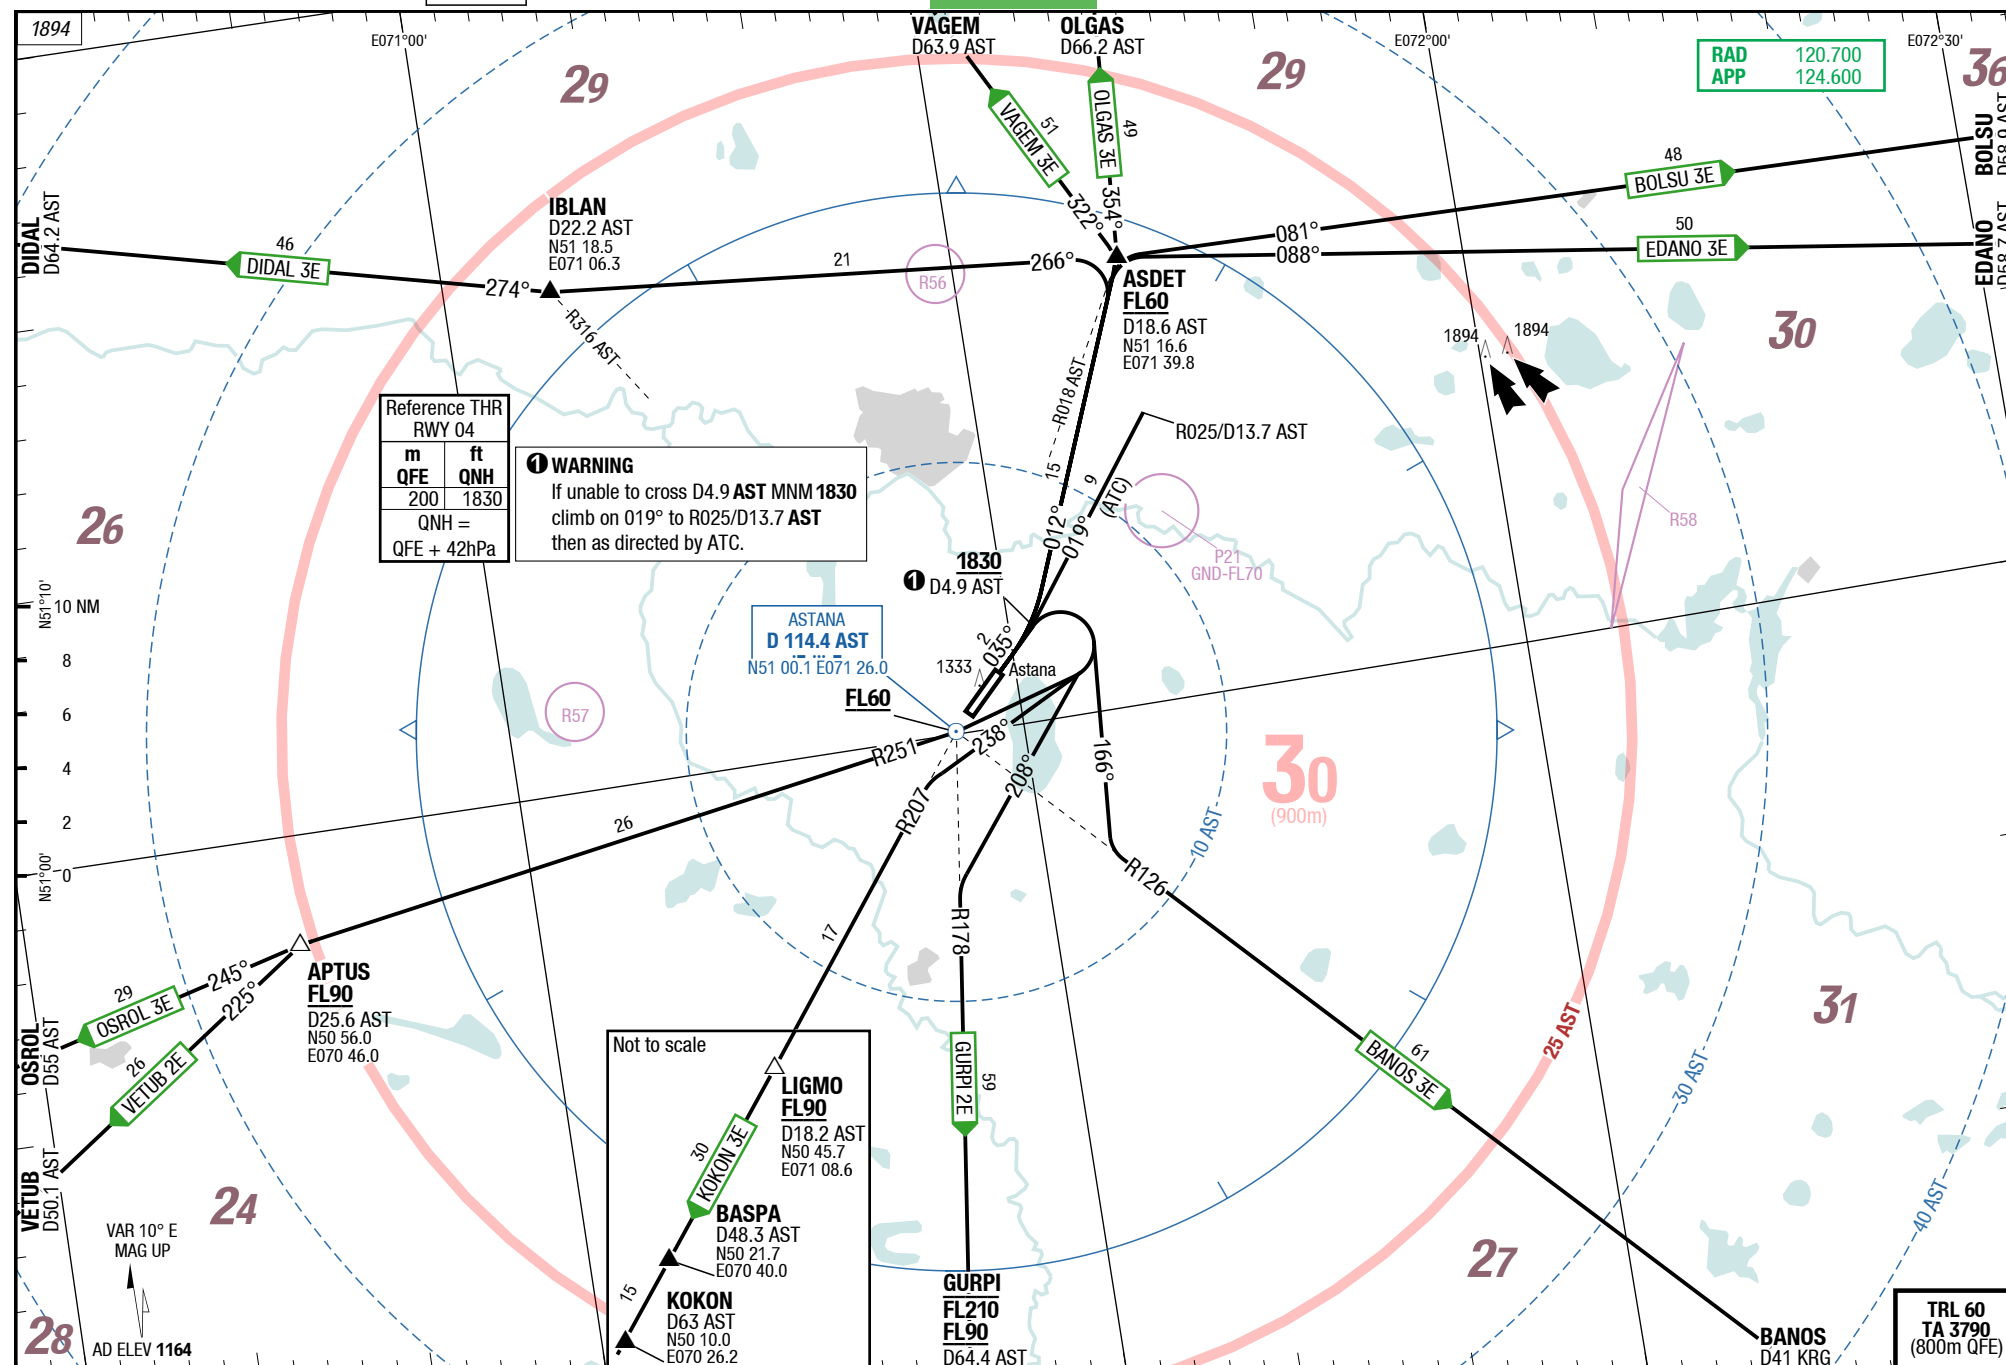 1894
E071°00'
VAGEM
D63.9 AST
OLGAS
D66.2 AST
E072°00'
E072°30'
RAD 120.700
APP 124.600
29
29
36
BOLSU
D58.9 AST
EDANO
D58.7 AST
DIDAL
D64.2 AST
46
DIDAL 3E
274°
IBLAN
D22.2 AST
N51 18.5
E071 06.3
R316 AST
21
266°
R56
51
VAGEM 3E
322°
49
OLGAS 3E
354°
48
BOLSU 3E
081°
50
EDANO 3E
088°
ASDET
FL60
D18.6 AST
N51 16.6
E071 39.8
1894
1894
30
R58
Reference THR
RWY 04
m ft
QFE QNH
200 1830
QNH =
QFE + 42hPa
❶ WARNING
If unable to cross D4.9 AST MNM 1830
climb on 019° to R025/D13.7 AST
then as directed by ATC.
R018 AST
15
012°
9
(ATC)
019°
R025/D13.7 AST
P21
GND-FL70
26
N51°10'
10 NM
8
6
4
2
0
N51°00'
1830
❶ D4.9 AST
2
035°
1333
Astana
ASTANA
D 114.4 AST
N51 00.1 E071 26.0
FL60
R57
R251
238°
208°
166°
R207
R178
R126
26
17
10 AST
30
(900m)
25 AST
30 AST
40 AST
31
APTUS
FL90
D25.6 AST
N50 56.0
E070 46.0
245°
29
OSROL 3E
225°
26
VETUB 2E
OSROL
D55 AST
VETUB
D50.1 AST
24
28
27
VAR 10° E
MAG UP
AD ELEV 1164
Not to scale
LIGMO
FL90
D18.2 AST
N50 45.7
E071 08.6
30
KOKON 3E
BASPA
D48.3 AST
N50 21.7
E070 40.0
15
KOKON
D63 AST
N50 10.0
E070 26.2
59
GURPI 2E
GURPI
FL210
FL90
D64.4 AST
61
BANOS 3E
BANOS
D41 KRG
TRL 60
TA 3790
(800m QFE)